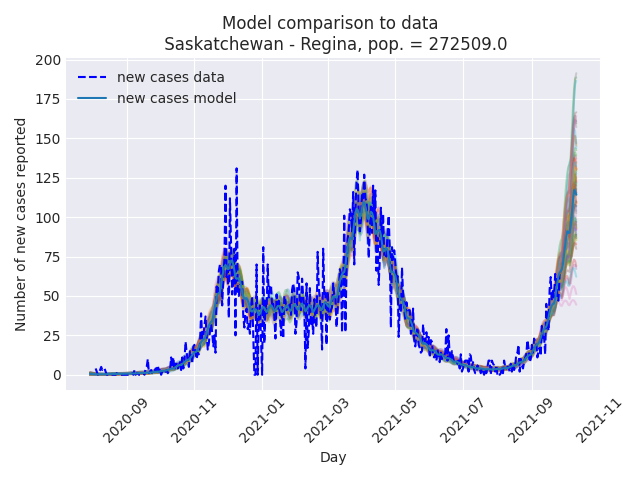 Model comparison to data
Saskatchewan - Regina, pop. = 272509.0
200
175
150
125
100
75
50
25
0
Number of new cases reported
new cases data
new cases model
2020-09
2020-11
2021-01
2021-03
2021-05
2021-07
2021-09
2021-11
Day